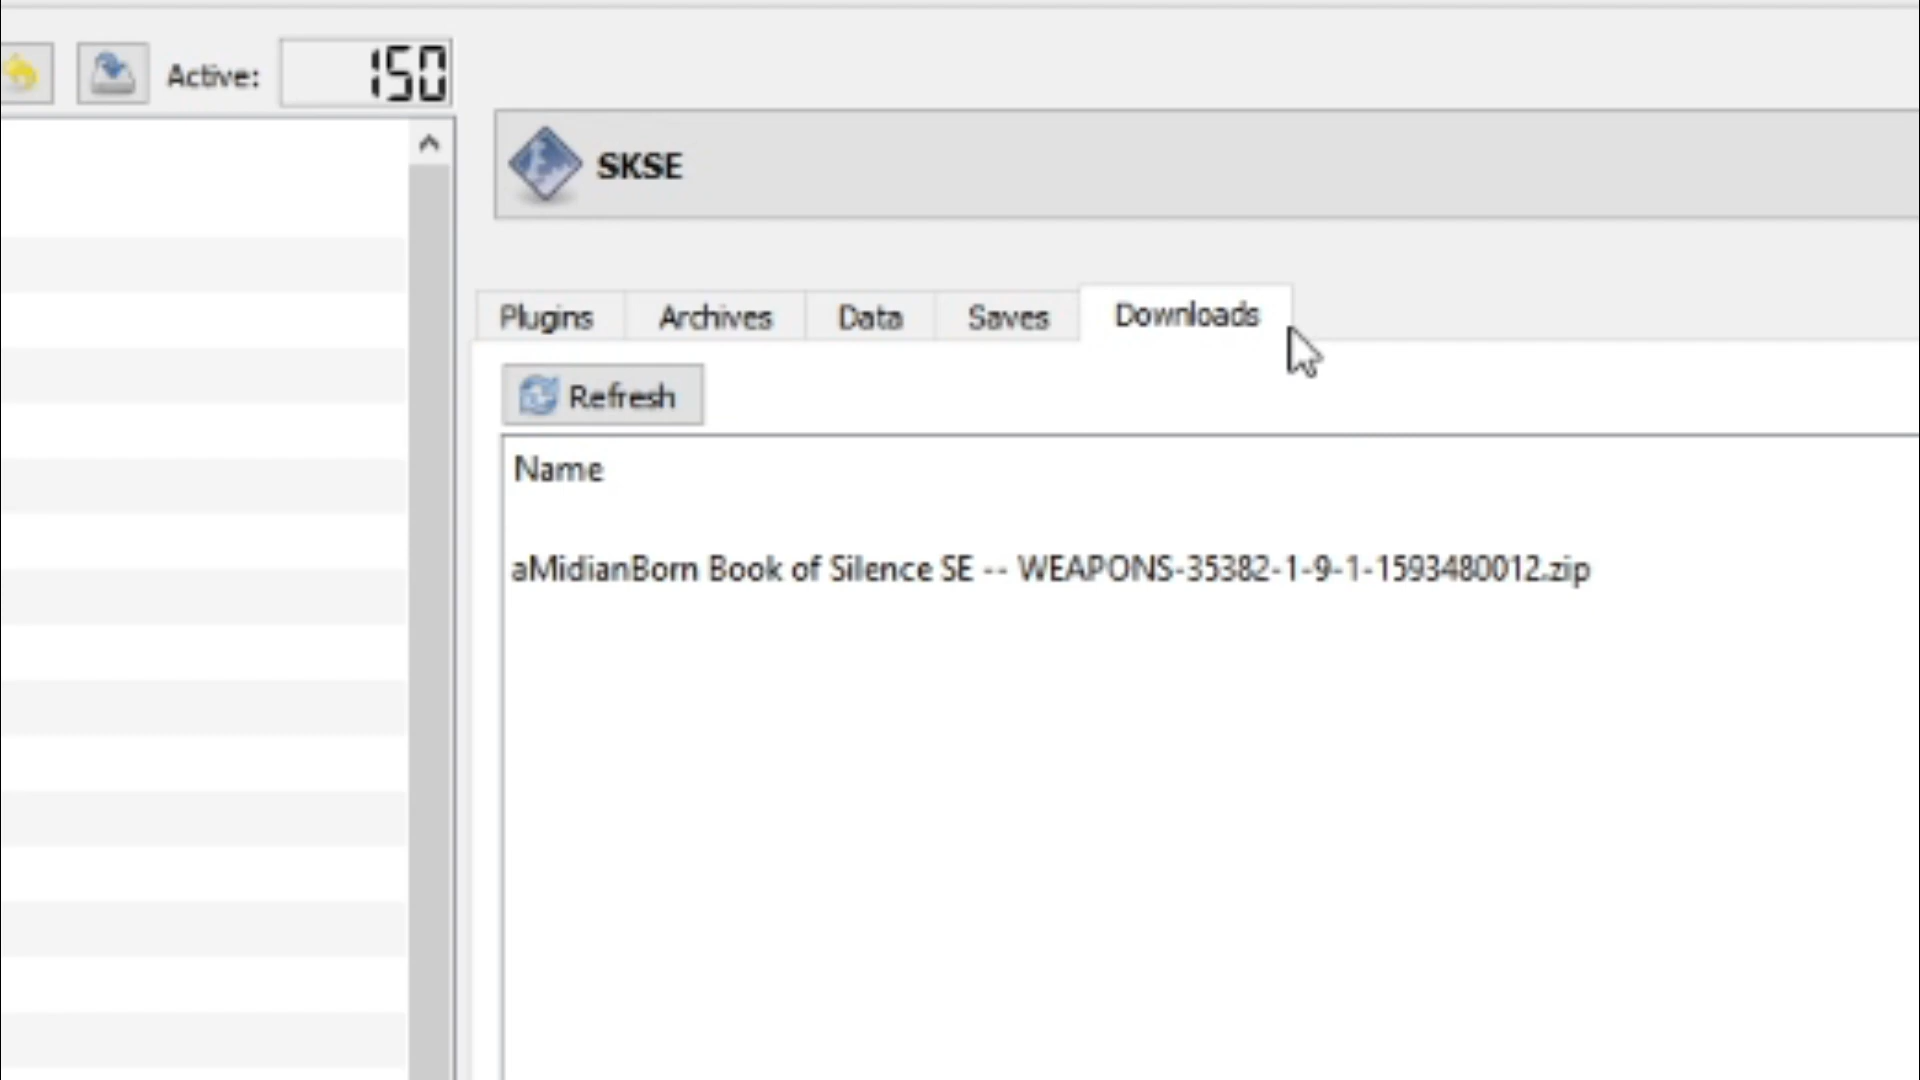 Active: 150
SKSE
Plugins Archives Data Saves Downloads
Refresh
Name
aMidianBorn Book of Silence SE -- WEAPONS-35382-1-9-1-1593480012.zip